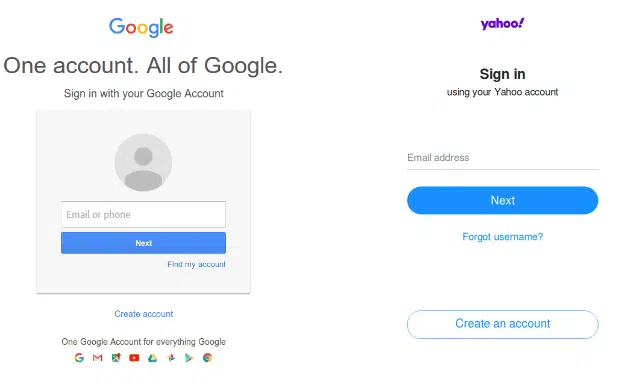 Google
One account. All of Google.
Sign in with your Google Account
Email or phone
Next
Find my account
Create account
One Google Account for everything Google
yahoo!
Sign in
using your Yahoo account
Email address
Next
Forgot username?
Create an account